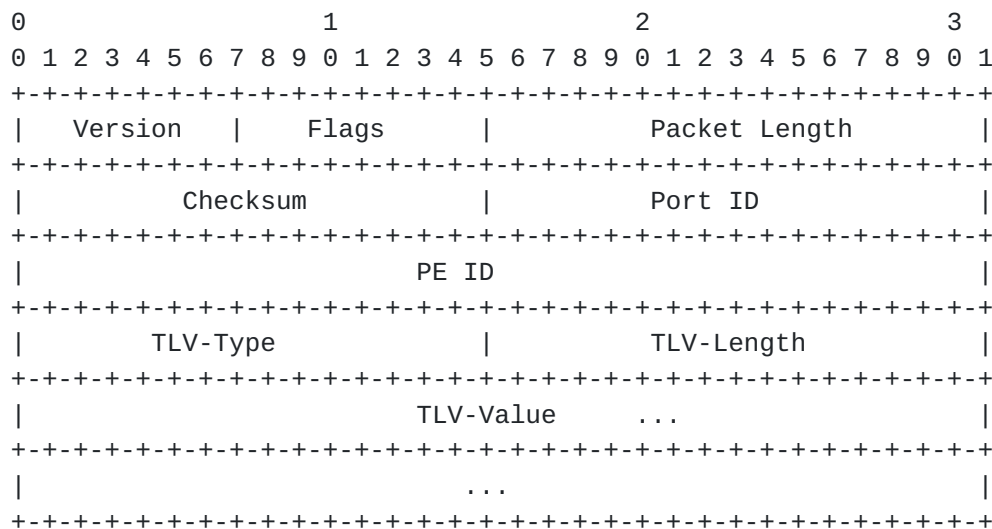 0                   1                   2                   3
0 1 2 3 4 5 6 7 8 9 0 1 2 3 4 5 6 7 8 9 0 1 2 3 4 5 6 7 8 9 0 1
+-+-+-+-+-+-+-+-+-+-+-+-+-+-+-+-+-+-+-+-+-+-+-+-+-+-+-+-+-+-+-+-+
|   Version   |    Flags      |          Packet Length        |
+-+-+-+-+-+-+-+-+-+-+-+-+-+-+-+-+-+-+-+-+-+-+-+-+-+-+-+-+-+-+-+-+
|          Checksum           |          Port ID              |
+-+-+-+-+-+-+-+-+-+-+-+-+-+-+-+-+-+-+-+-+-+-+-+-+-+-+-+-+-+-+-+-+
|                         PE ID                               |
+-+-+-+-+-+-+-+-+-+-+-+-+-+-+-+-+-+-+-+-+-+-+-+-+-+-+-+-+-+-+-+-+
|        TLV-Type             |          TLV-Length           |
+-+-+-+-+-+-+-+-+-+-+-+-+-+-+-+-+-+-+-+-+-+-+-+-+-+-+-+-+-+-+-+-+
|                         TLV-Value     ...                   |
+-+-+-+-+-+-+-+-+-+-+-+-+-+-+-+-+-+-+-+-+-+-+-+-+-+-+-+-+-+-+-+-+
|                            ...                              |
+-+-+-+-+-+-+-+-+-+-+-+-+-+-+-+-+-+-+-+-+-+-+-+-+-+-+-+-+-+-+-+-+